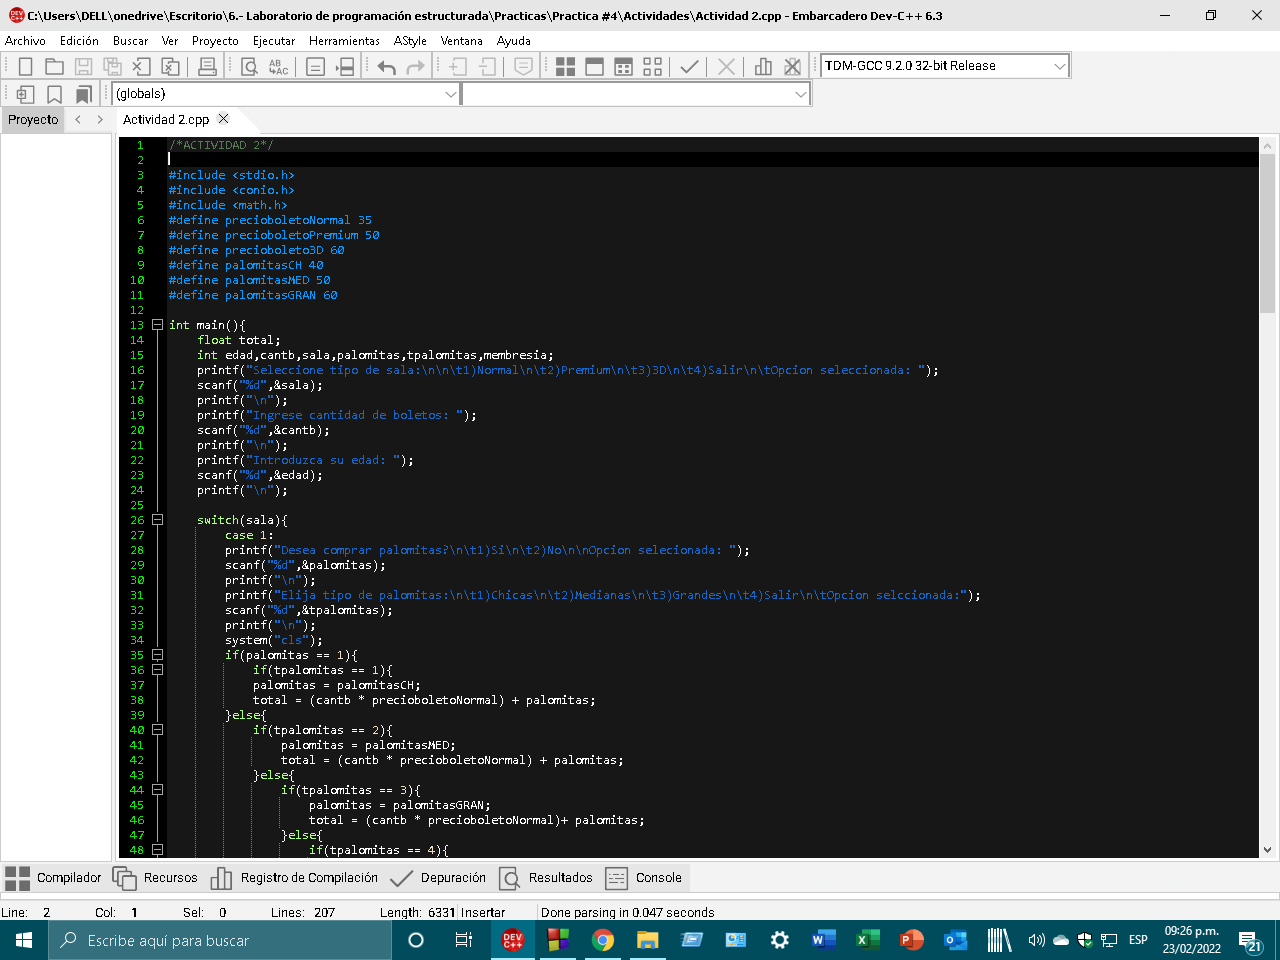 C:\Users\DELL\onedrive\Escritorio\6.- Laboratorio de programación estructurada\Practicas\Practica #4\Actividades\Actividad 2.cpp - Embarcadero Dev-C++ 6.3
Archivo Edición Buscar Ver Proyecto Ejecutar Herramientas AStyle Ventana Ayuda
TDM-GCC 9.2.0 32-bit Release
(globals)
Proyecto Actividad 2.cpp
1 /*ACTIVIDAD 2*/
2
3 #include <stdio.h>
4 #include <conio.h>
5 #include <math.h>
6 #define precioboletoNormal 35
7 #define precioboletoPremium 50
8 #define precioboleto3D 60
9 #define palomitasCH 40
10 #define palomitasMED 50
11 #define palomitasGRAN 60
12
13 int main(){
14 float total;
15 int edad,cantb,sala,palomitas,tpalomitas,membresia;
16 printf("Seleccione tipo de sala:\n\n\t1)Normal\n\t2)Premium\n\t3)3D\n\t4)Salir\n\tOpcion seleccionada: ");
17 scanf("%d",&sala);
18 printf("\n");
19 printf("Ingrese cantidad de boletos: ");
20 scanf("%d",&cantb);
21 printf("\n");
22 printf("Introduzca su edad: ");
23 scanf("%d",&edad);
24 printf("\n");
25
26 switch(sala){
27 case 1:
28 printf("Desea comprar palomitas?\n\t1)Si\n\t2)No\n\nOpcion selecionada: ");
29 scanf("%d",&palomitas);
30 printf("\n");
31 printf("Elija tipo de palomitas:\n\t1)Chicas\n\t2)Medianas\n\t3)Grandes\n\t4)Salir\n\tOpcion selccionada:");
32 scanf("%d",&tpalomitas);
33 printf("\n");
34 system("cls");
35 if(palomitas == 1){
36 if(tpalomitas == 1){
37 palomitas = palomitasCH;
38 total = (cantb * precioboletoNormal) + palomitas;
39 }else{
40 if(tpalomitas == 2){
41 palomitas = palomitasMED;
42 total = (cantb * precioboletoNormal) + palomitas;
43 }else{
44 if(tpalomitas == 3){
45 palomitas = palomitasGRAN;
46 total = (cantb * precioboletoNormal)+ palomitas;
47 }else{
48 if(tpalomitas == 4){
Compilador Recursos Registro de Compilación Depuración Resultados Console
Line: 2 Col: 1 Sel: 0 Lines: 207 Length: 6331 Insertar Done parsing in 0.047 seconds
Escribe aquí para buscar
ESP
09:26 p.m.
23/02/2022
21